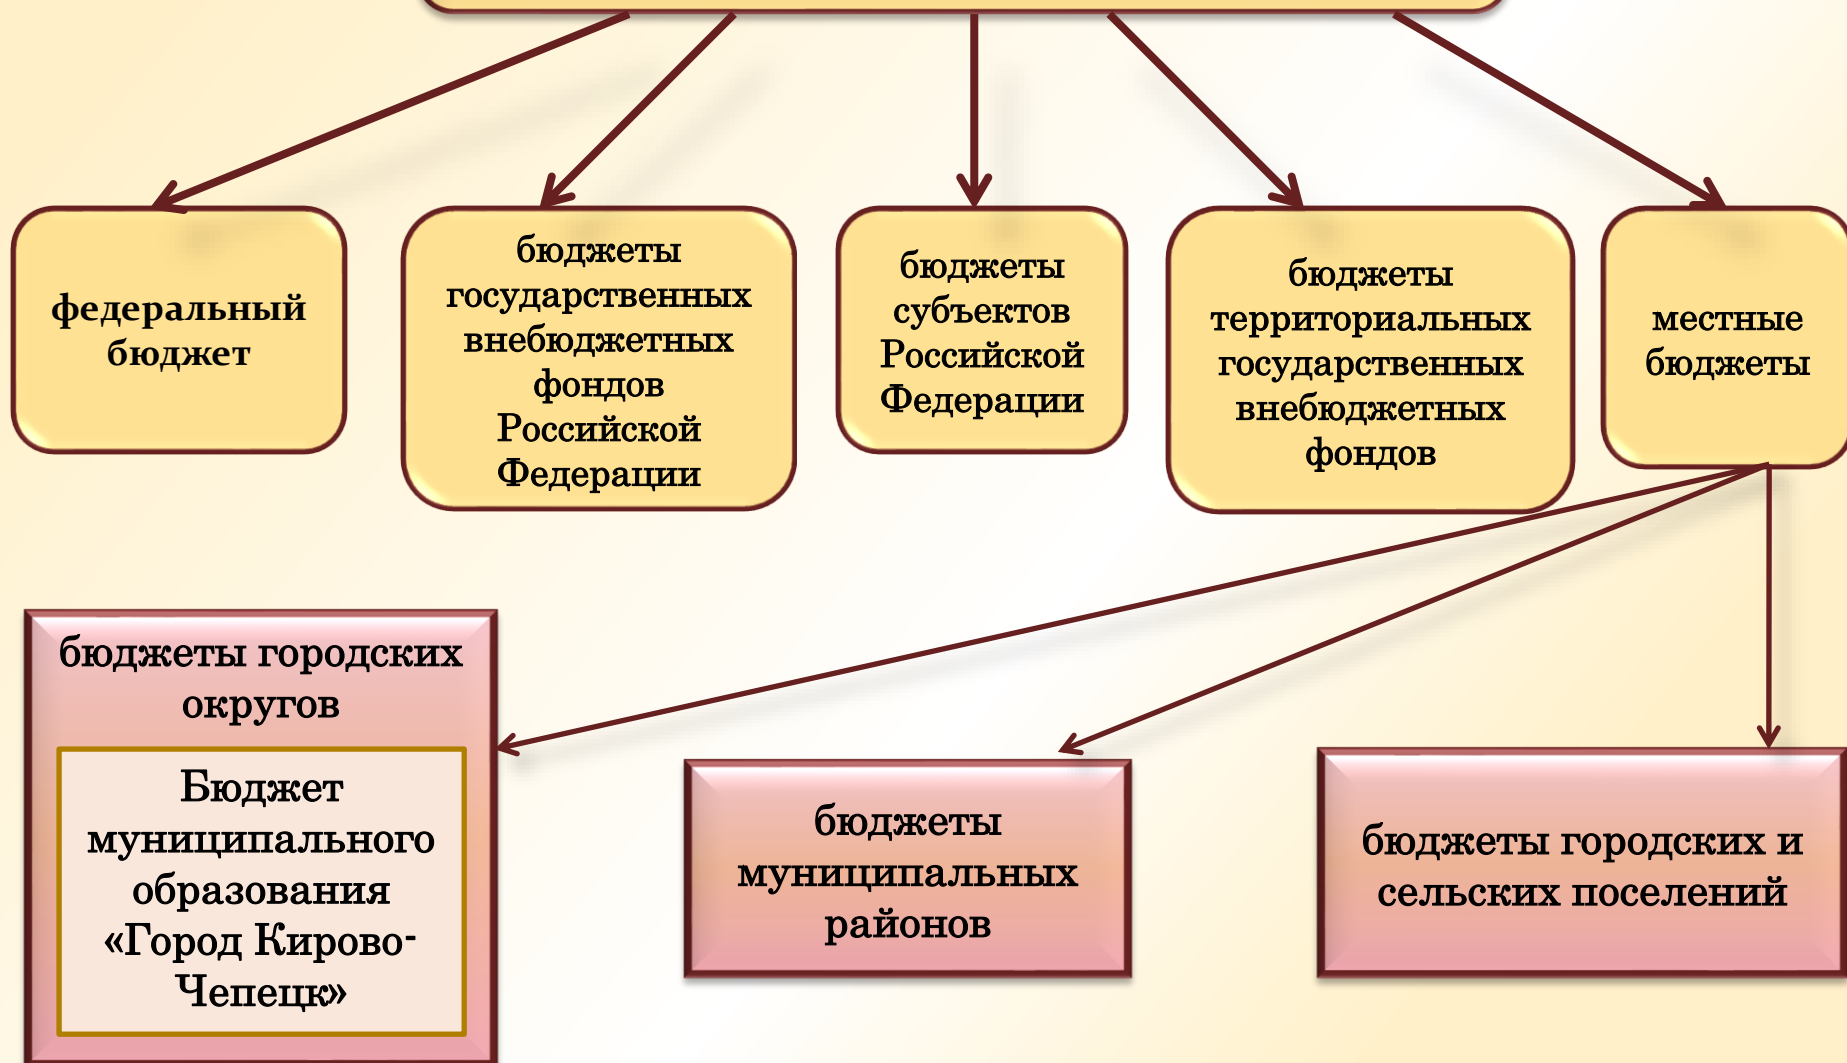 федеральный
бюджет
бюджеты
государственных
внебюджетных
фондов
Российской
Федерации
бюджеты
субъектов
Российской
Федерации
бюджеты
территориальных
государственных
внебюджетных
фондов
местные
бюджеты
бюджеты городских
округов
Бюджет
муниципального
образования
«Город Кирово-
Чепецк»
бюджеты
муниципальных
районов
бюджеты городских и
сельских поселений